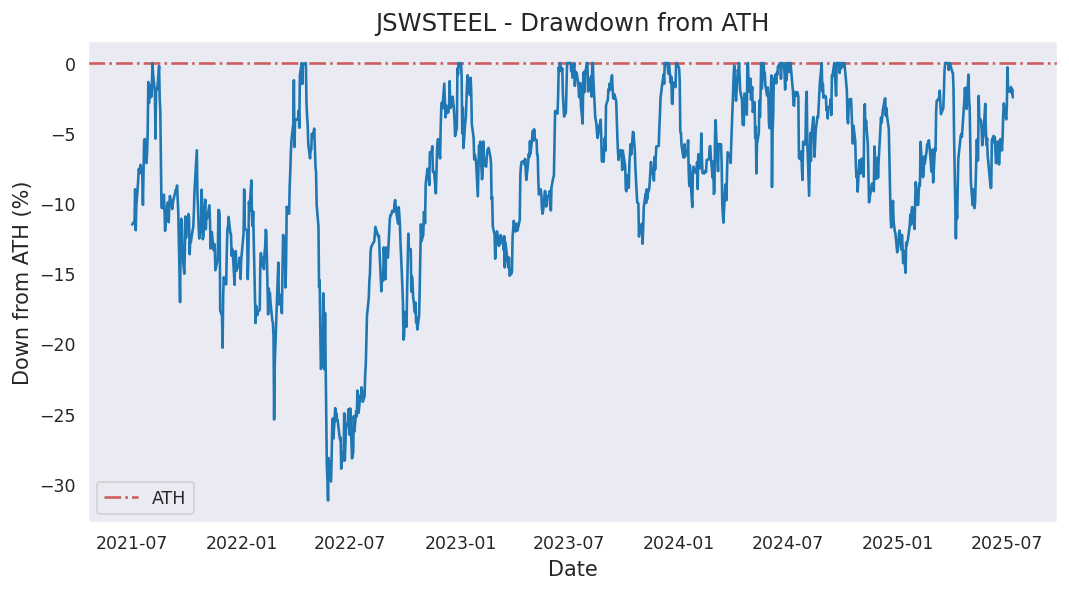 JSWSTEEL - Drawdown from ATH
Down from ATH (%)
0
−5
−10
−15
−20
−25
−30
ATH
2021-07 2022-01 2022-07 2023-01 2023-07 2024-01 2024-07 2025-01 2025-07
Date